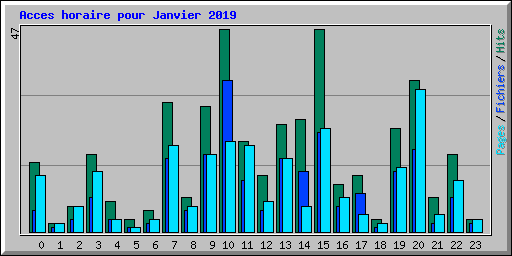 Acces horaire pour Janvier 2019
47
Pages / Fichiers / Hits
0 1 2 3 4 5 6 7 8 9 10 11 12 13 14 15 16 17 18 19 20 21 22 23